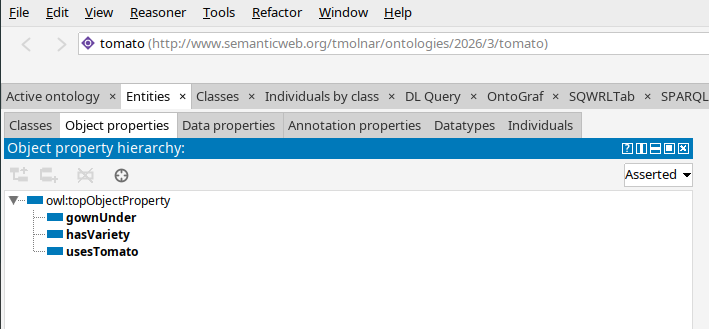 File Edit View Reasoner Tools Refactor Window Help
tomato (http://www.semanticweb.org/tmolnar/ontologies/2026/3/tomato)
Active ontology × Entities × Classes × Individuals by class × DL Query × OntoGraf × SQWRLTab × SPARQL
Classes Object properties Data properties Annotation properties Datatypes Individuals
Object property hierarchy:
Asserted
owl:topObjectProperty
gownUnder
hasVariety
usesTomato